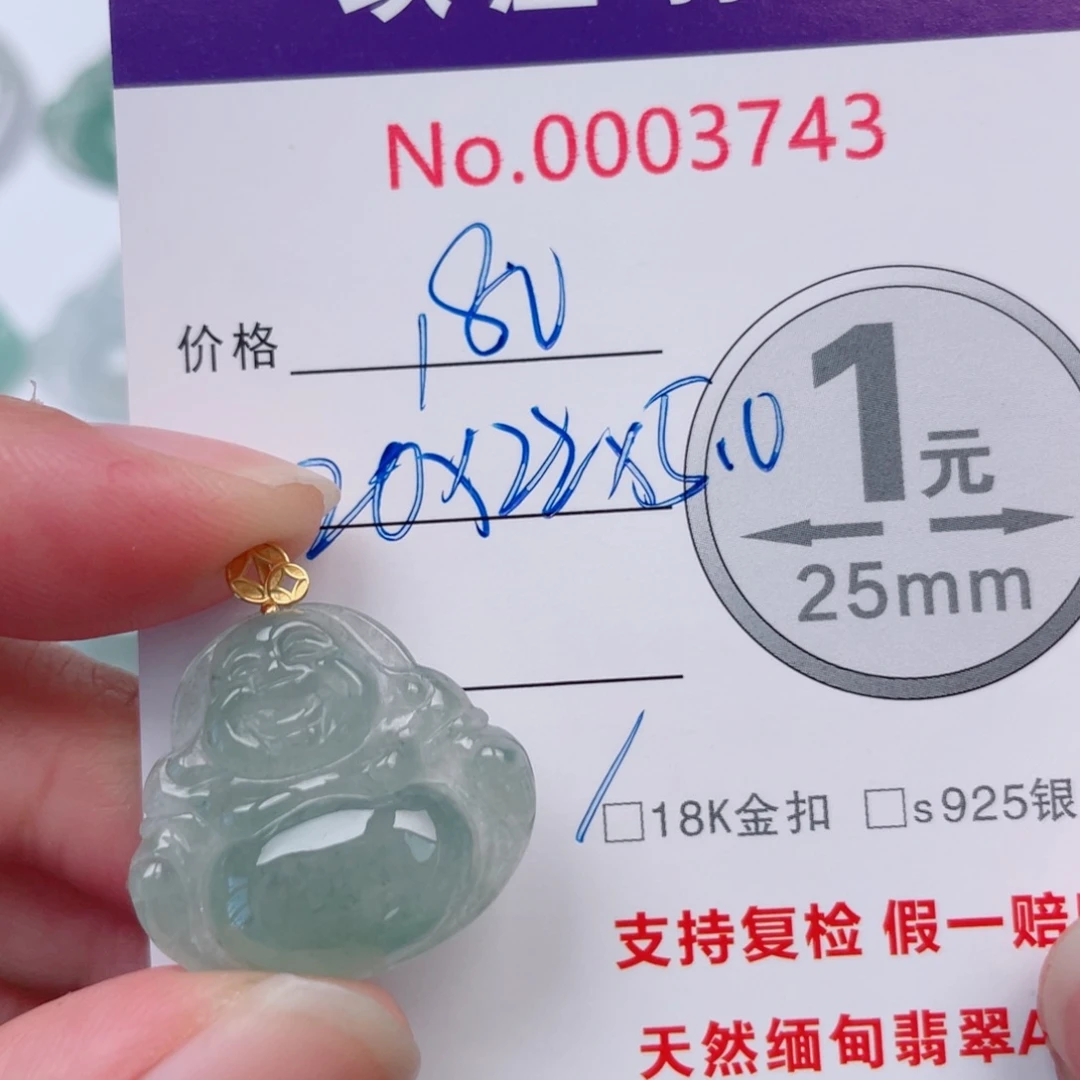 No.0003743
价格 180
20x22x5.0
1元
25mm
□18K金扣 □s925银
支持复检 假一赔
天然缅甸翡翠A